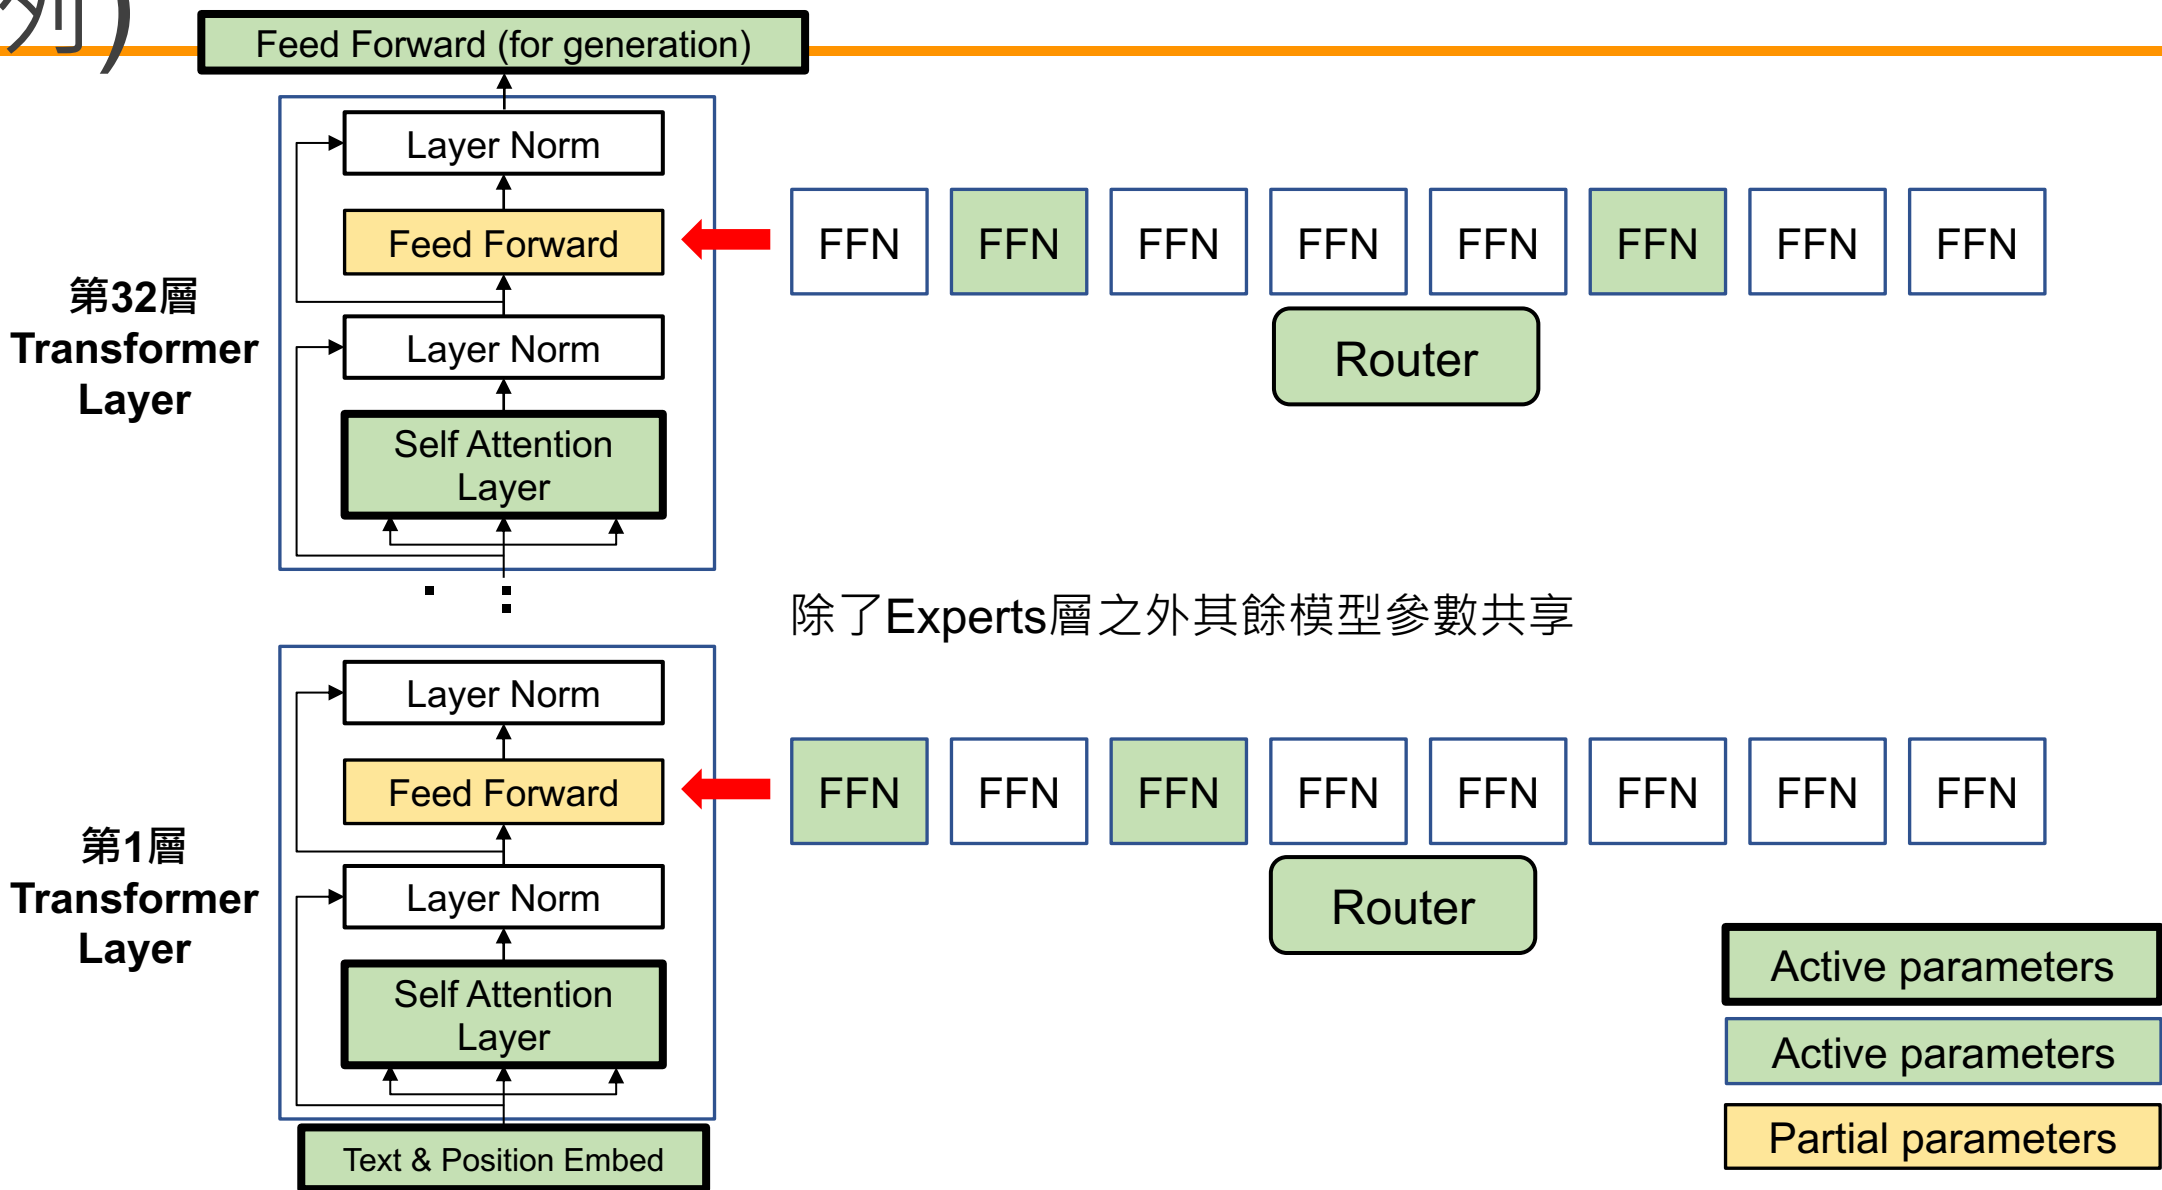 列)
Feed Forward (for generation)
Layer Norm
Feed Forward
Layer Norm
Self Attention
Layer
第32層
Transformer
Layer
FFN FFN FFN FFN FFN FFN FFN FFN
Router
除了Experts層之外其餘模型參數共享
Layer Norm
Feed Forward
Layer Norm
Self Attention
Layer
第1層
Transformer
Layer
Text & Position Embed
FFN FFN FFN FFN FFN FFN FFN FFN
Router
Active parameters
Active parameters
Partial parameters